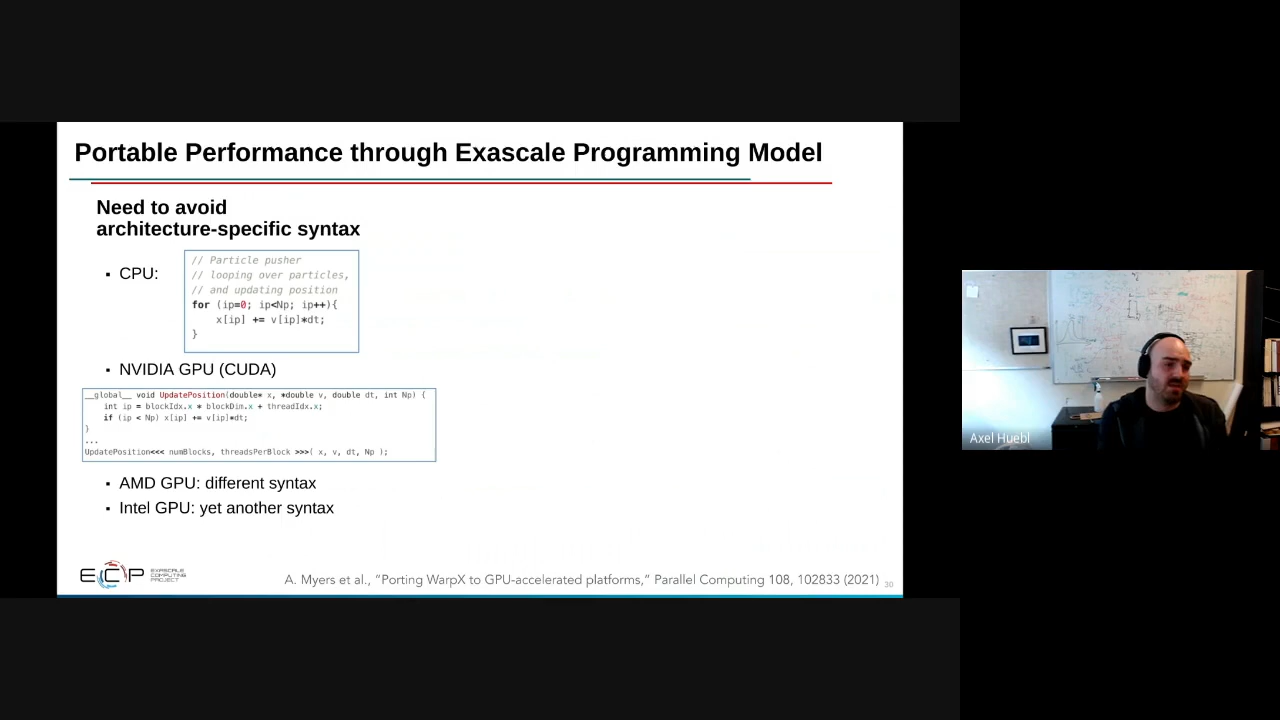 Portable Performance through Exascale Programming Model
Need to avoid
architecture-specific syntax
▪ CPU:
// Particle pusher
// looping over particles,
// and updating position
for (ip=0; ip<Np; ip++){
x[ip] += v[ip]*dt;
}
▪ NVIDIA GPU (CUDA)
__global__ void UpdatePosition(double* x, *double v, double dt, int Np) {
int ip = blockIdx.x * blockDim.x + threadIdx.x;
if (ip < Np) x[ip] += v[ip]*dt;
}
...
UpdatePosition<<< numBlocks, threadsPerBlock >>>( x, v, dt, Np );
▪ AMD GPU: different syntax
▪ Intel GPU: yet another syntax
ECP
EXASCALE
COMPUTING
PROJECT
A. Myers et al., “Porting WarpX to GPU-accelerated platforms,” Parallel Computing 108, 102833 (2021)
30
Axel Huebl